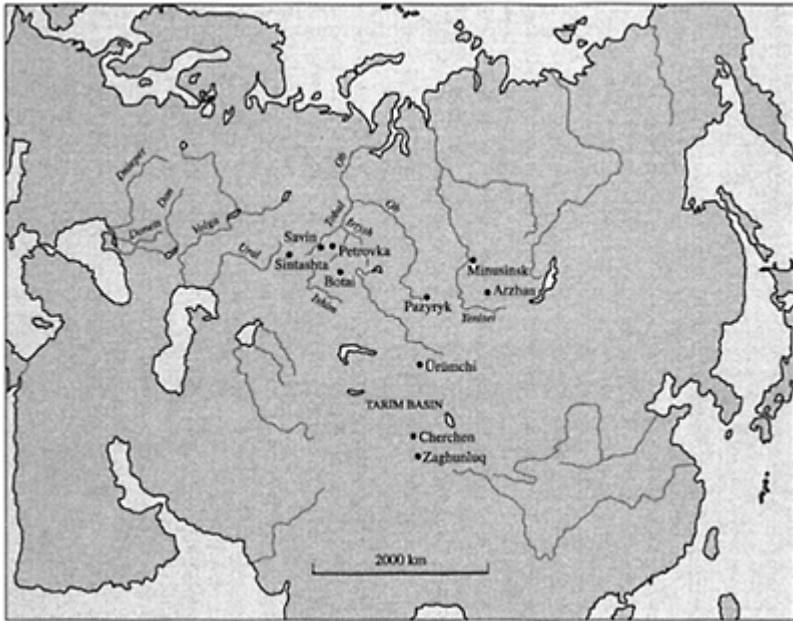 Dnieper
Don
Donets
Volga
Ural
Ob
Tobol
Irtysh
Ob
Savin
Petrovka
Sintashta
Botai
Ishim
Minusinsk
Arzhan
Pazyryk
Yenisei
Ürümchi
TARIM BASIN
Cherchen
Zaghunluq
2000 km